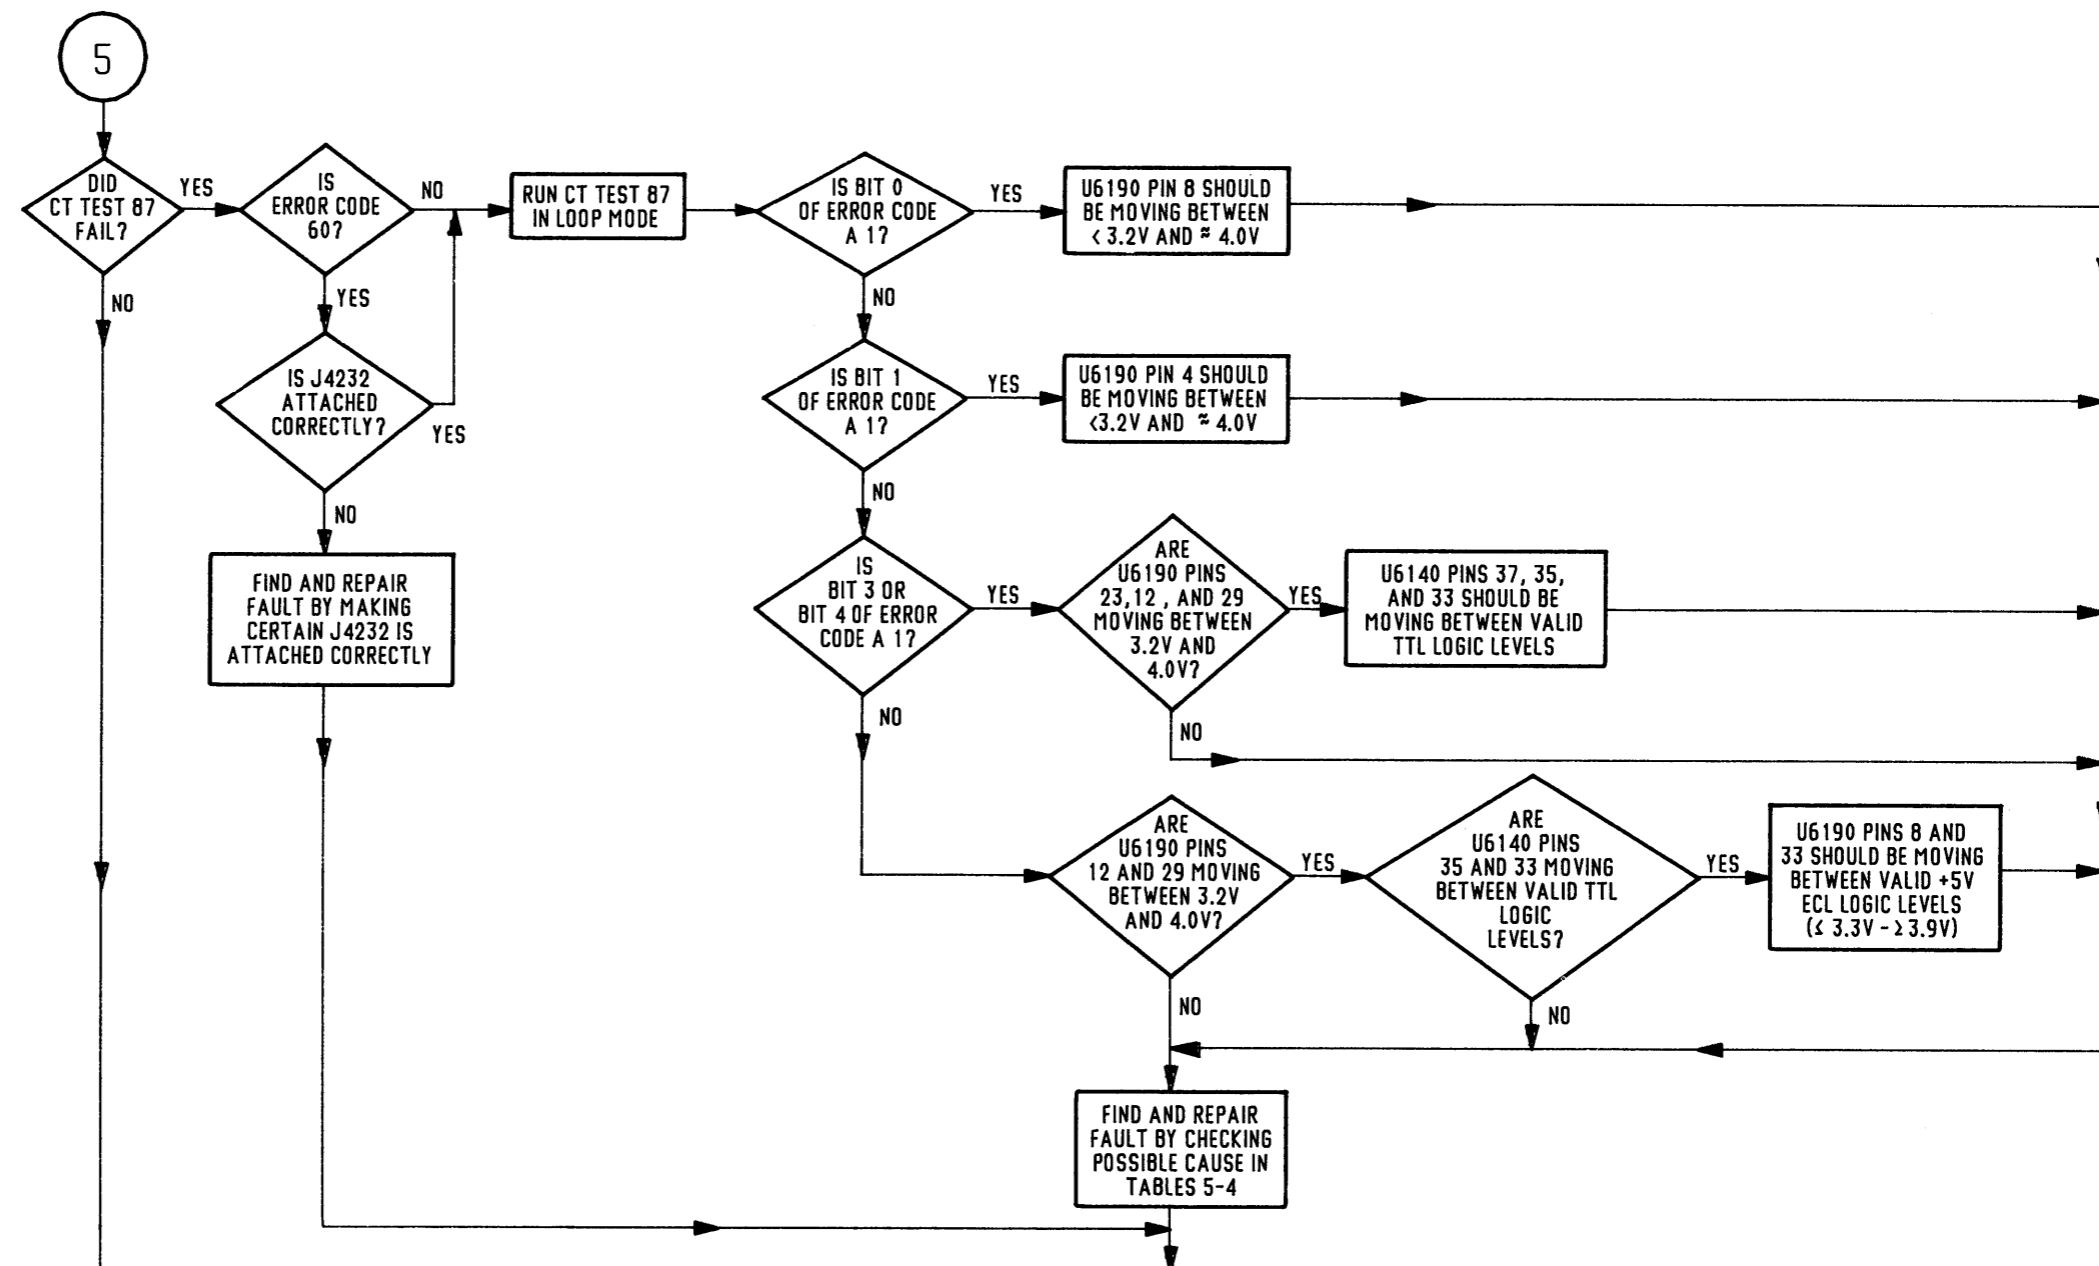 5
DID
CT TEST 87
FAIL?
YES
NO
IS
ERROR CODE
60?
NO
YES
IS J4232
ATTACHED
CORRECTLY?
YES
NO
FIND AND REPAIR
FAULT BY MAKING
CERTAIN J4232 IS
ATTACHED CORRECTLY
RUN CT TEST 87
IN LOOP MODE
IS BIT 0
OF ERROR CODE
A 1?
YES
NO
U6190 PIN 8 SHOULD
BE MOVING BETWEEN
< 3.2V AND ≈ 4.0V
IS BIT 1
OF ERROR CODE
A 1?
YES
NO
U6190 PIN 4 SHOULD
BE MOVING BETWEEN
<3.2V AND ≈ 4.0V
IS
BIT 3 OR
BIT 4 OF ERROR
CODE A 1?
YES
NO
ARE
U6190 PINS
23,12 , AND 29
MOVING BETWEEN
3.2V AND
4.0V?
YES
NO
U6140 PINS 37, 35,
AND 33 SHOULD BE
MOVING BETWEEN VALID
TTL LOGIC LEVELS
ARE
U6190 PINS
12 AND 29 MOVING
BETWEEN 3.2V
AND 4.0V?
YES
NO
ARE
U6140 PINS
35 AND 33 MOVING
BETWEEN VALID TTL
LOGIC
LEVELS?
YES
NO
U6190 PINS 8 AND
33 SHOULD BE MOVING
BETWEEN VALID +5V
ECL LOGIC LEVELS
(≤ 3.3V - ≥ 3.9V)
FIND AND REPAIR
FAULT BY CHECKING
POSSIBLE CAUSE IN
TABLES 5-4